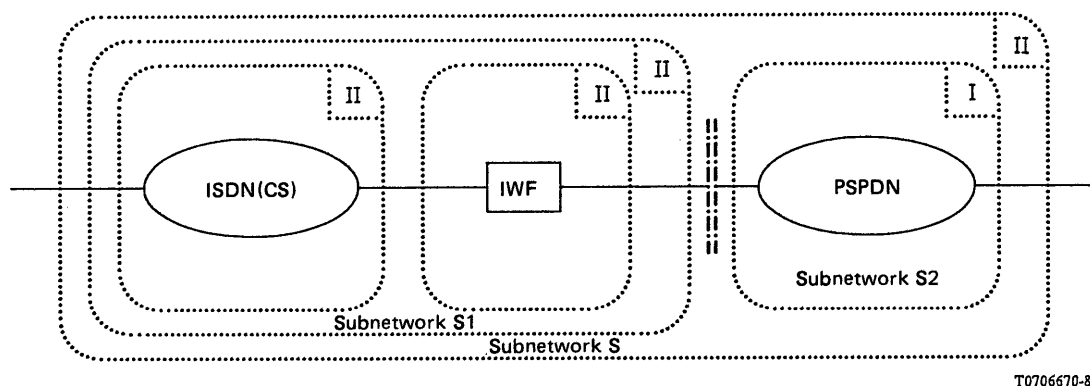 II
II
II
I
II
ISDN(CS)
IWF
PSPDN
Subnetwork S2
Subnetwork S1
Subnetwork S
T0706670-8